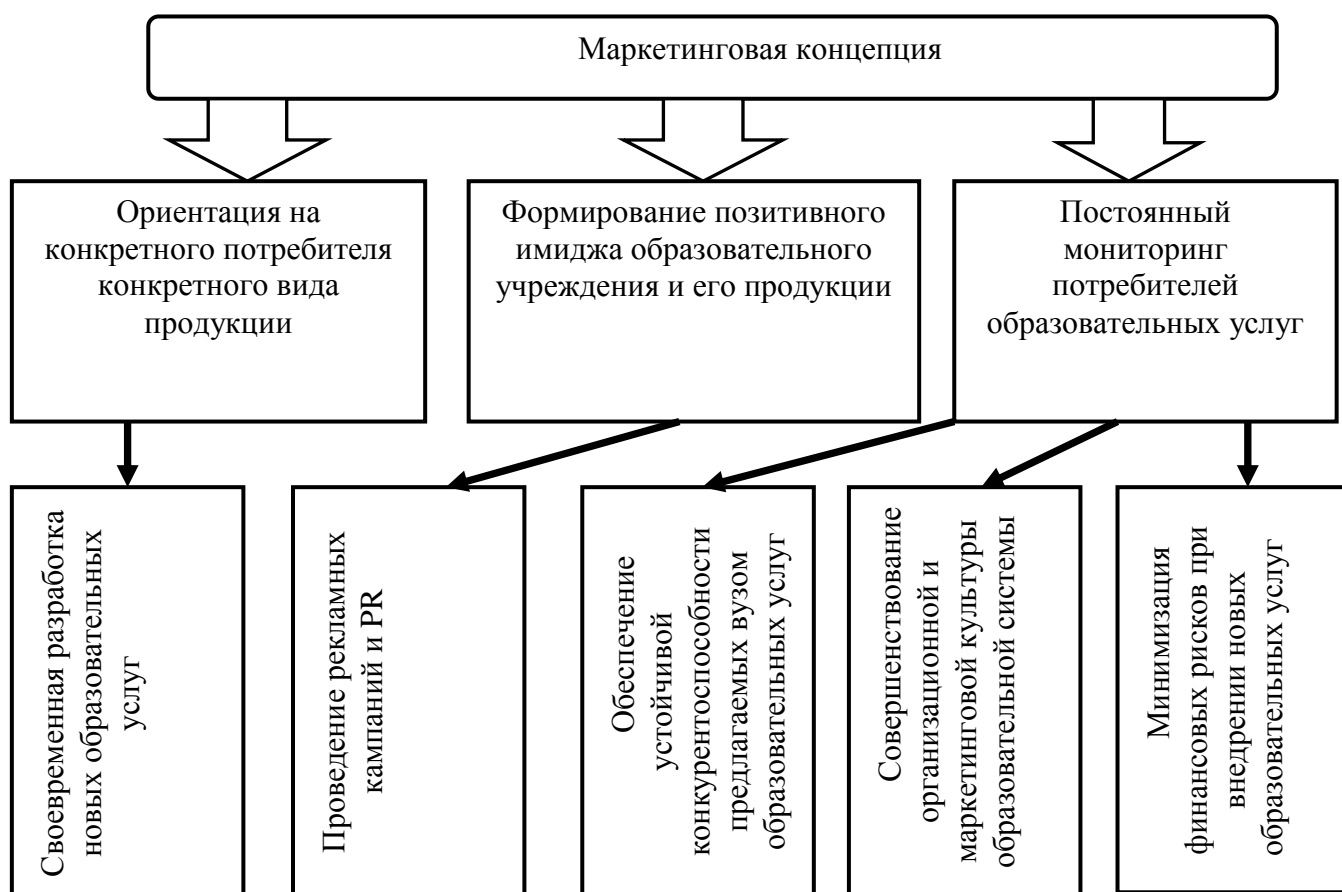 Маркетинговая концепция
Ориентация на
конкретного потребителя
конкретного вида
продукции
Формирование позитивного
имиджа образовательного
учреждения и его продукции
Постоянный
мониторинг
потребителей
образовательных услуг
Своевременная разработка
новых образовательных
услуг
Проведение рекламных
кампаний и PR
Обеспечение
устойчивой
конкурентоспособности
предлагаемых вузом
образовательных услуг
Совершенствование
организационной и
маркетинговой культуры
образовательной системы
Минимизация
финансовых рисков при
внедрении новых
образовательных услуг